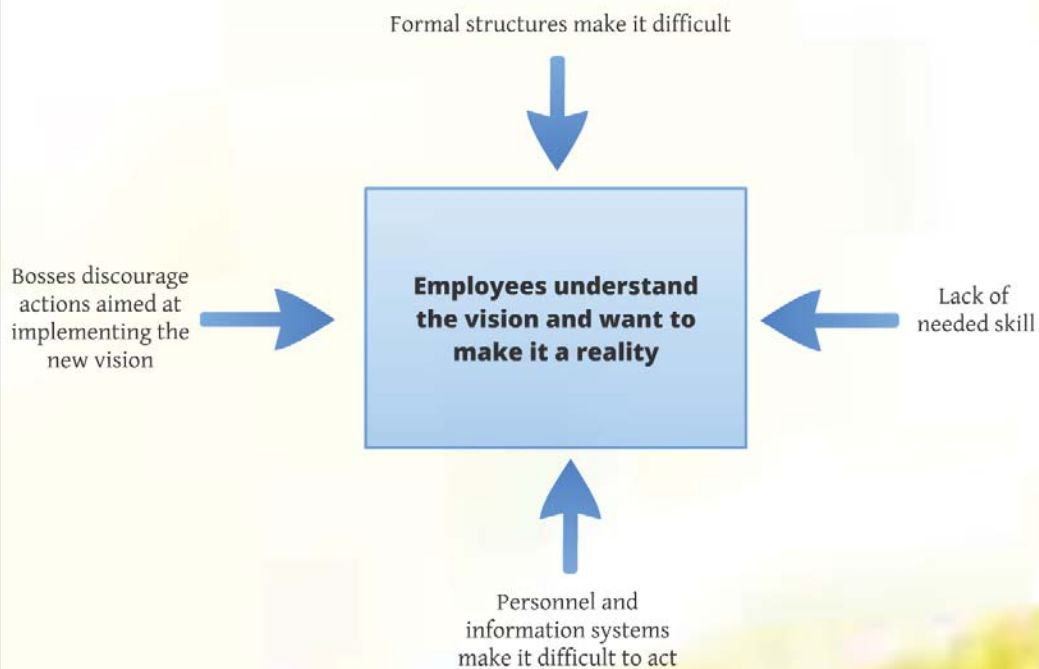 Formal structures make it difficult
Bosses discourage
actions aimed at
implementing the
new vision
Employees understand
the vision and want to
make it a reality
Lack of
needed skill
Personnel and
information systems
make it difficult to act